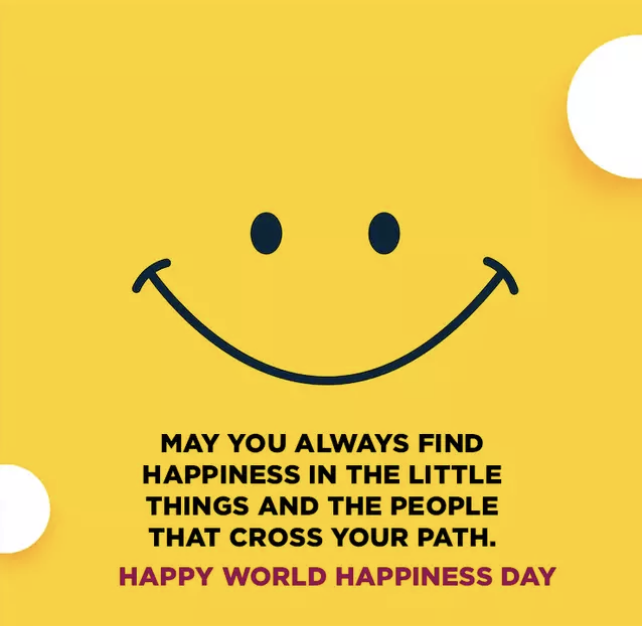 MAY YOU ALWAYS FIND
HAPPINESS IN THE LITTLE
THINGS AND THE PEOPLE
THAT CROSS YOUR PATH.
HAPPY WORLD HAPPINESS DAY